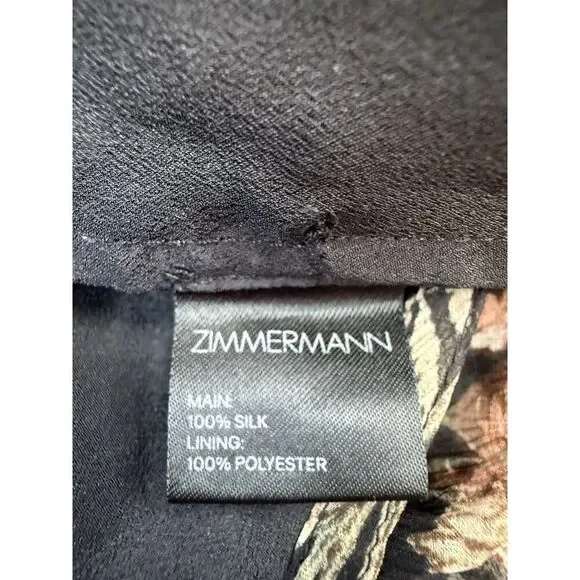 ZIMMERMANN
MAIN:
100% SILK
LINING:
100% POLYESTER